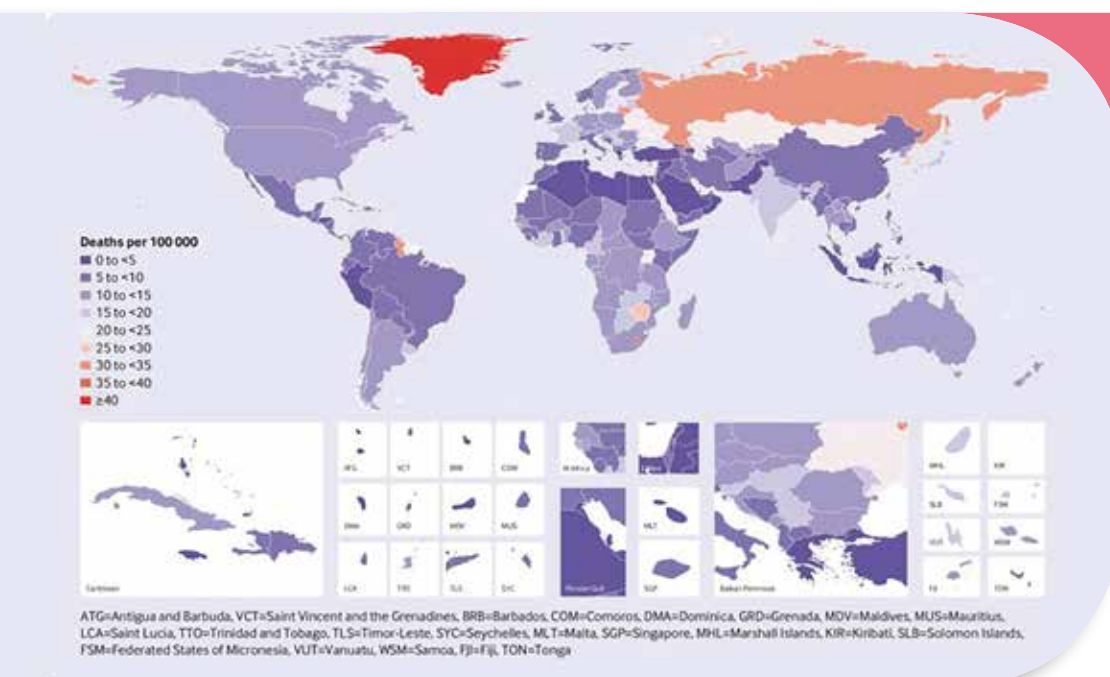 Deaths per 100 000
0 to <5
5 to <10
10 to <15
15 to <20
20 to <25
25 to <30
30 to <35
35 to <40
≥40
ATG
VCT
BRB
COM
W Africa
MHL
KIR
DMA
GRD
MDV
MUS
MLT
SLB
FSM
LCA
TTO
TLS
SYC
Caribbean
Persian Gulf
SGP
Balkan Peninsula
FJI
TON
ATG=Antigua and Barbuda, VCT=Saint Vincent and the Grenadines, BRB=Barbados, COM=Comoros, DMA=Dominica, GRD=Grenada, MDV=Maldives, MUS=Mauritius,
LCA=Saint Lucia, TTO=Trinidad and Tobago, TLS=Timor-Leste, SYC=Seychelles, MLT=Malta, SGP=Singapore, MHL=Marshall Islands, KIR=Kiribati, SLB=Solomon Islands,
FSM=Federated States of Micronesia, VUT=Vanuatu, WSM=Samoa, FJI=Fiji, TON=Tonga